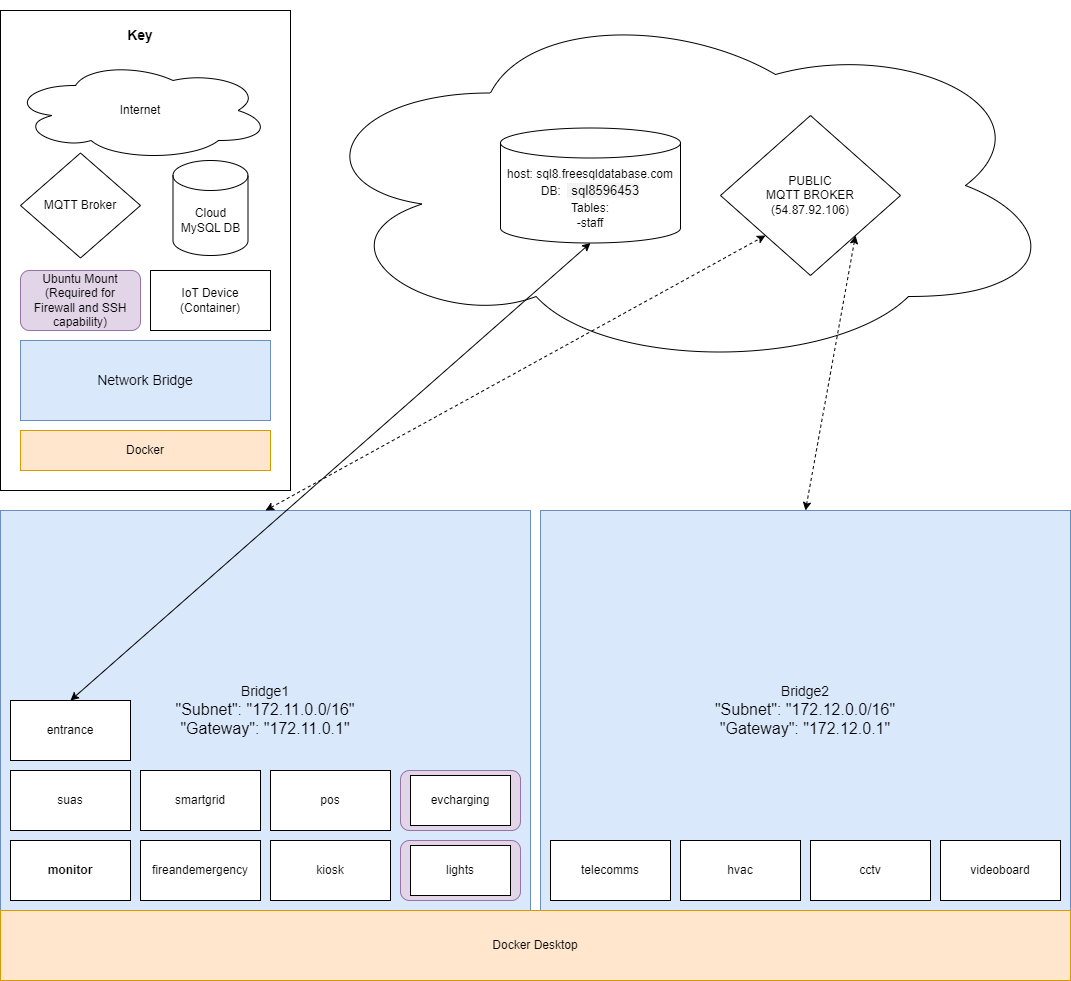 Key
Internet
MQTT Broker
Cloud
MySQL DB
Ubuntu Mount
(Required for
Firewall and SSH
capability)
IoT Device
(Container)
Network Bridge
Docker
host: sql8.freesqldatabase.com
DB: sql8596453
Tables:
-staff
PUBLIC
MQTT BROKER
(54.87.92.106)
Bridge1
"Subnet": "172.11.0.0/16"
"Gateway": "172.11.0.1"
entrance
suas
smartgrid
pos
evcharging
monitor
fireandemergency
kiosk
lights
Bridge2
"Subnet": "172.12.0.0/16"
"Gateway": "172.12.0.1"
telecomms
hvac
cctv
videoboard
Docker Desktop